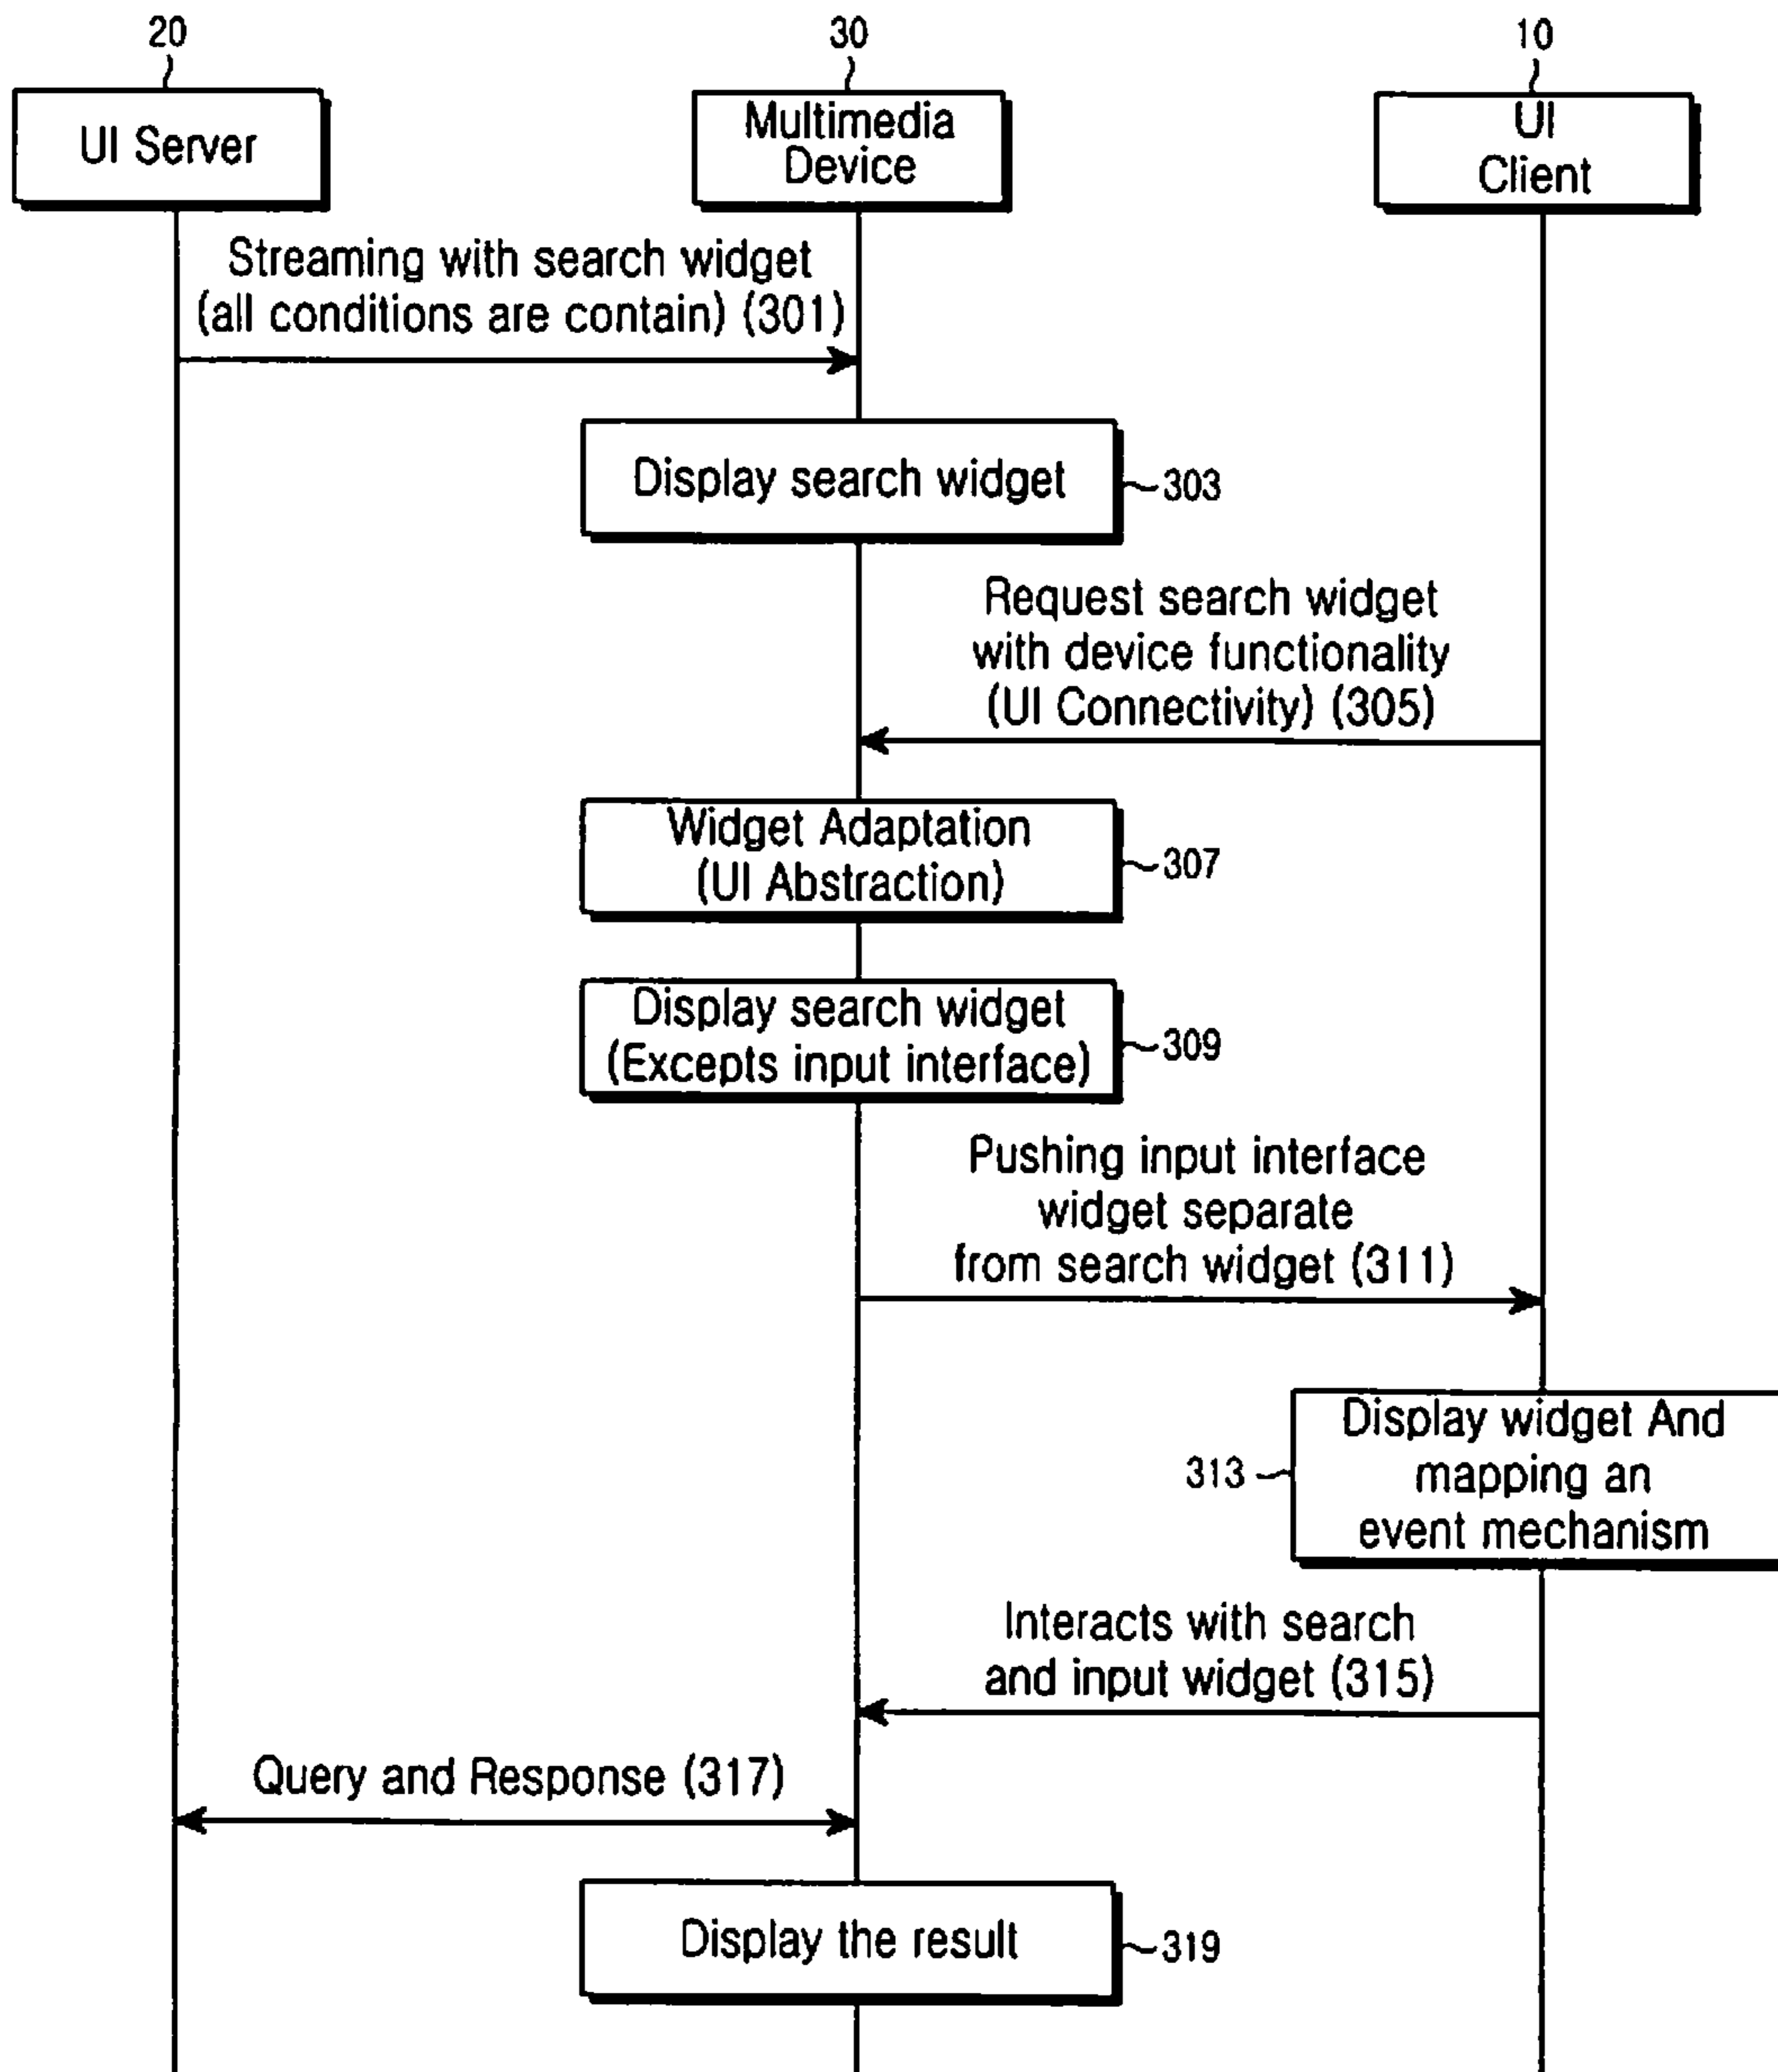 20
30
10
UI Server
Multimedia
Device
UI
Client
Streaming with search widget
(all conditions are contain) (301)
Display search widget
303
Request search widget
with device functionality
(UI Connectivity) (305)
Widget Adaptation
(UI Abstraction)
307
Display search widget
(Excepts input interface)
309
Pushing input interface
widget separate
from search widget (311)
Display widget And
mapping an
event mechanism
313
Interacts with search
and input widget (315)
Query and Response (317)
Display the result
319